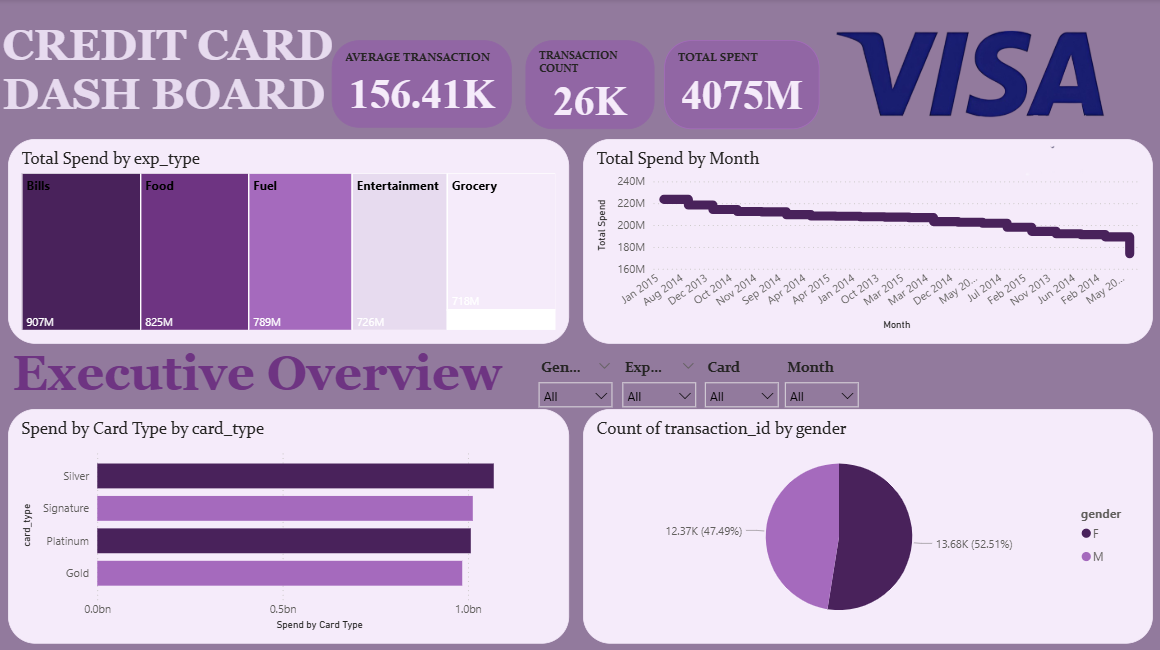 CREDIT CARD
DASH BOARD
AVERAGE TRANSACTION
156.41K
TRANSACTION
COUNT
26K
TOTAL SPENT
4075M
VISA
Total Spend by exp_type
Bills
Food
Fuel
Entertainment
Grocery
907M
825M
789M
726M
718M
Total Spend by Month
Total Spend
240M
220M
200M
180M
160M
Jan 2015
Aug 2014
Dec 2013
Oct 2014
Nov 2014
Sep 2014
Apr 2014
Apr 2015
Jan 2014
Oct 2013
Mar 2015
Mar 2014
Dec 2014
May 20...
Jul 2014
Feb 2015
Nov 2013
Jun 2014
Feb 2014
May 20...
Month
Executive Overview
Gen...
Exp...
Card
Month
All
All
All
All
Spend by Card Type by card_type
card_type
Silver
Signature
Platinum
Gold
0.0bn
0.5bn
1.0bn
Spend by Card Type
Count of transaction_id by gender
12.37K (47.49%)
13.68K (52.51%)
gender
F
M